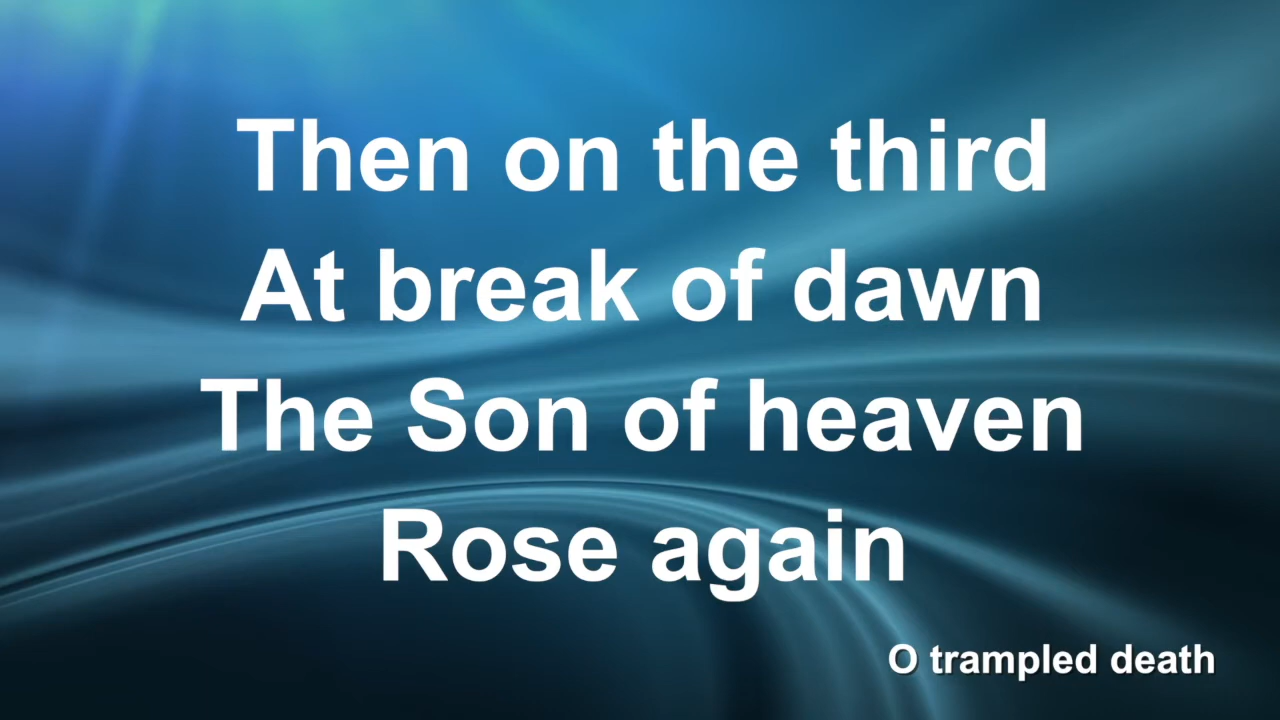 Then on the third
At break of dawn
The Son of heaven
Rose again
O trampled death